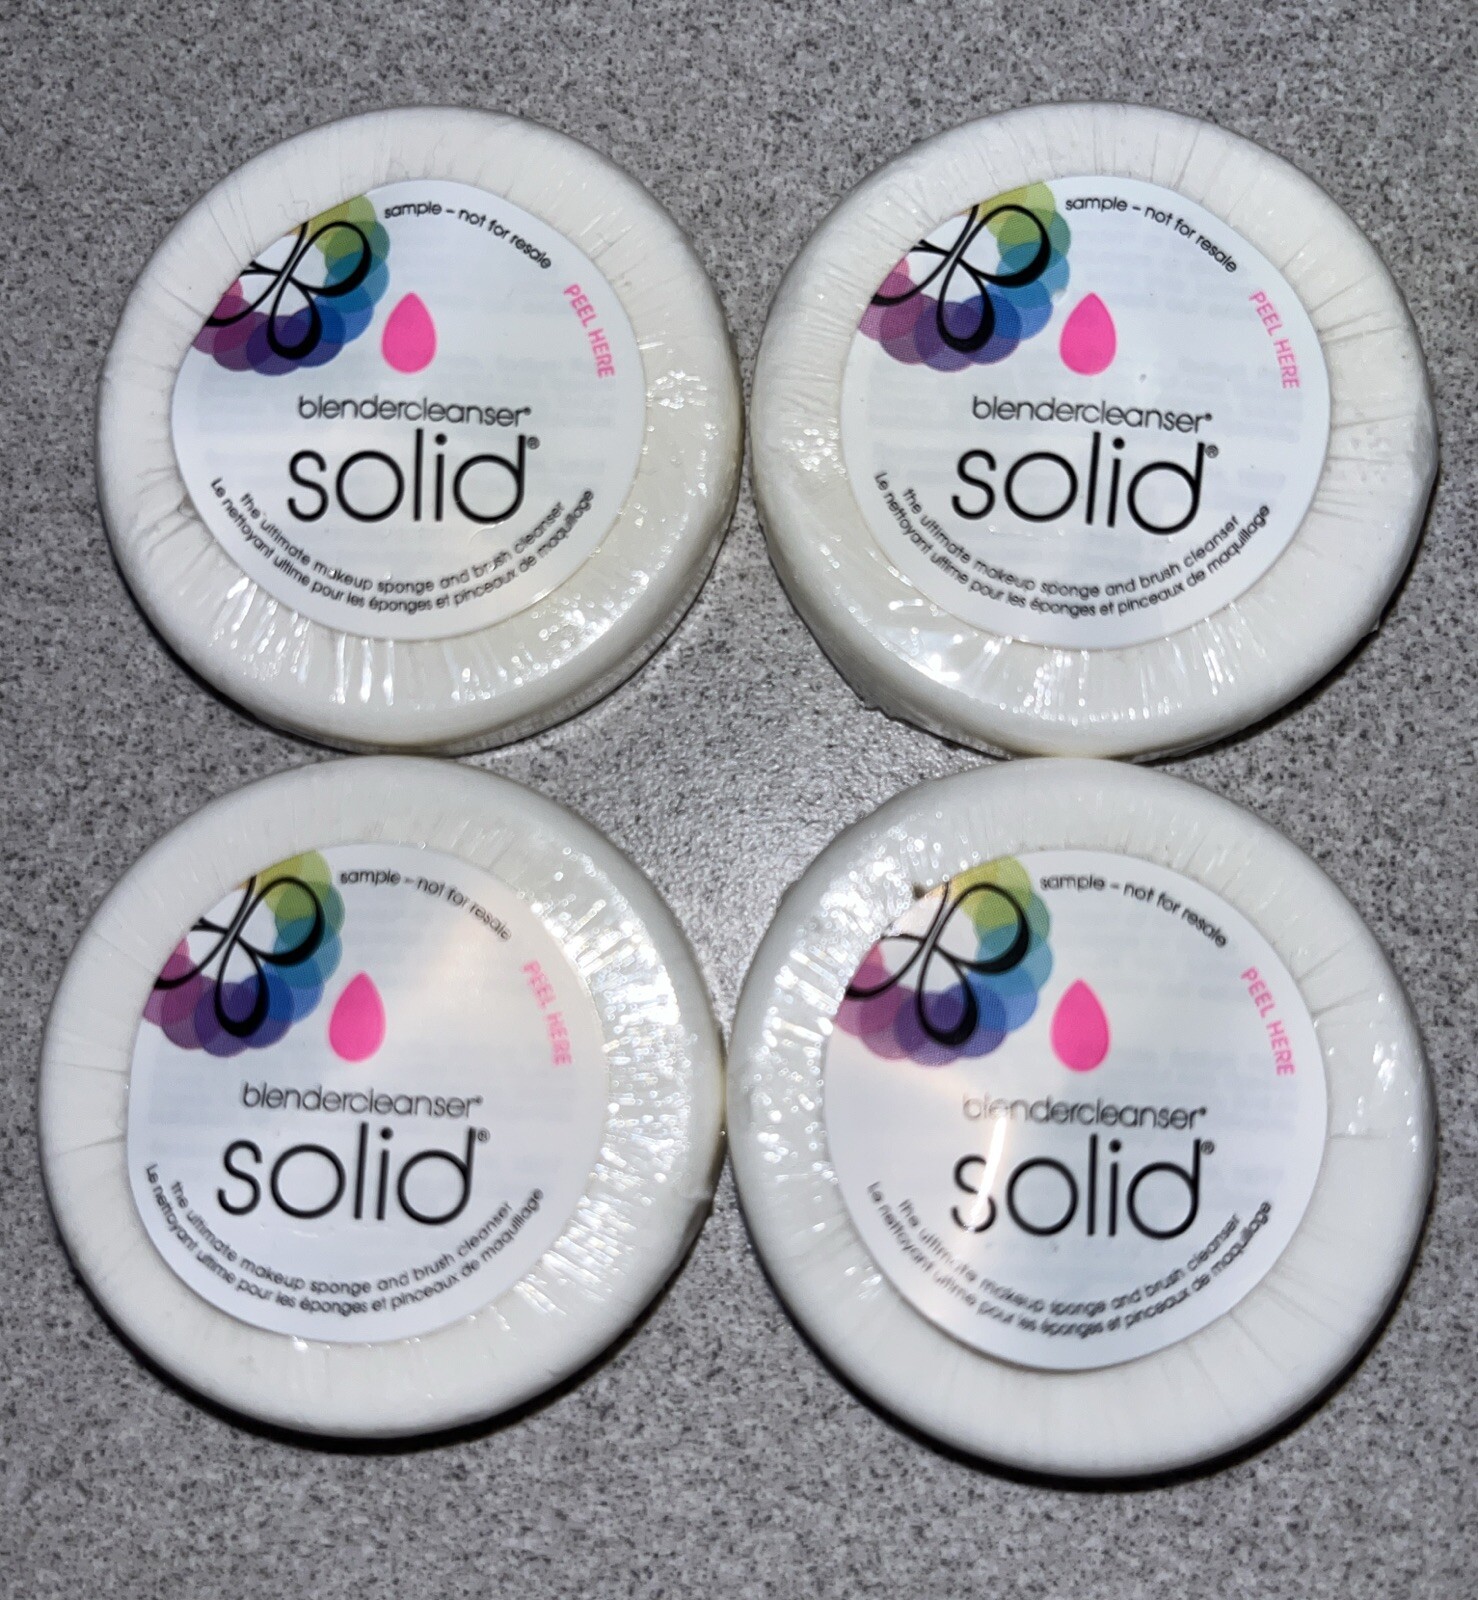 sample – not for resale
PEEL HERE
blendercleanser®
solid®
the ultimate makeup sponge and brush cleanser
Le nettoyant ultime pour les éponges et pinceaux de maquillage
sample – not for resale
PEEL HERE
blendercleanser®
solid®
the ultimate makeup sponge and brush cleanser
Le nettoyant ultime pour les éponges et pinceaux de maquillage
sample – not for resale
PEEL HERE
blendercleanser®
solid®
the ultimate makeup sponge and brush cleanser
Le nettoyant ultime pour les éponges et pinceaux de maquillage
sample – not for resale
PEEL HERE
blendercleanser®
solid®
the ultimate makeup sponge and brush cleanser
Le nettoyant ultime pour les éponges et pinceaux de maquillage